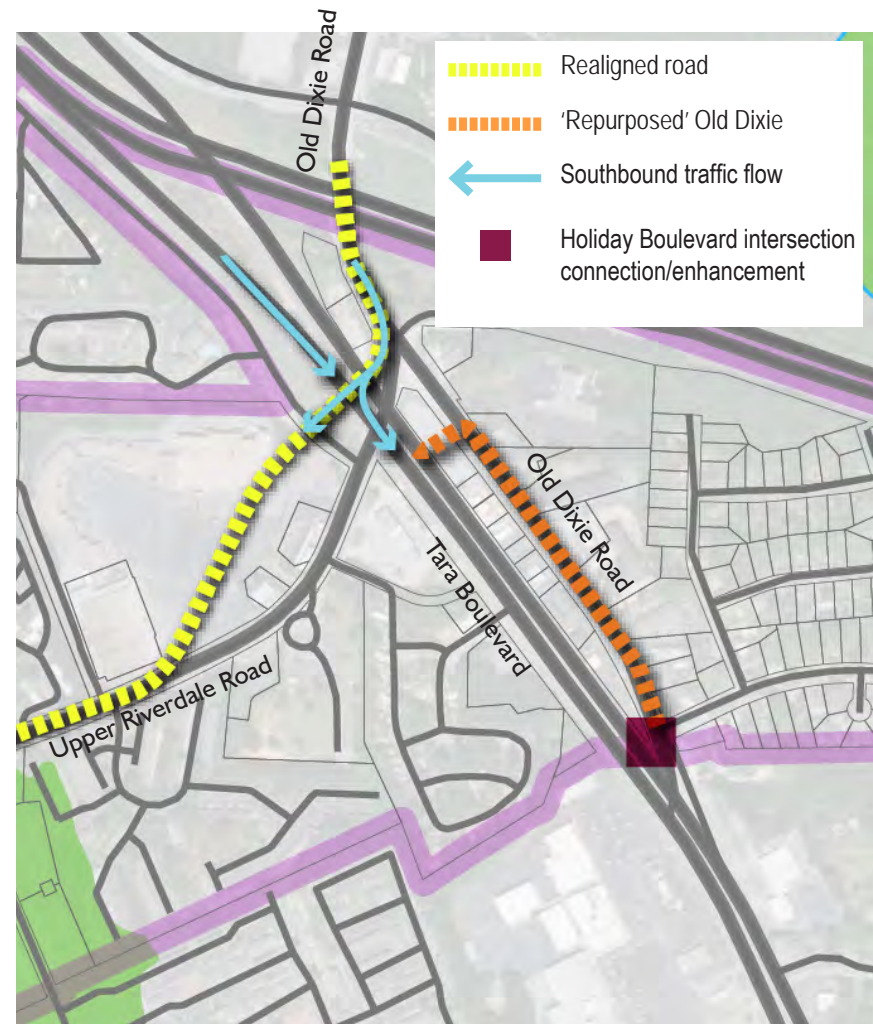 Old Dixie Road
Realigned road
‘Repurposed’ Old Dixie
Southbound traffic flow
Holiday Boulevard intersection
connection/enhancement
Old Dixie Road
Tara Boulevard
Upper Riverdale Road